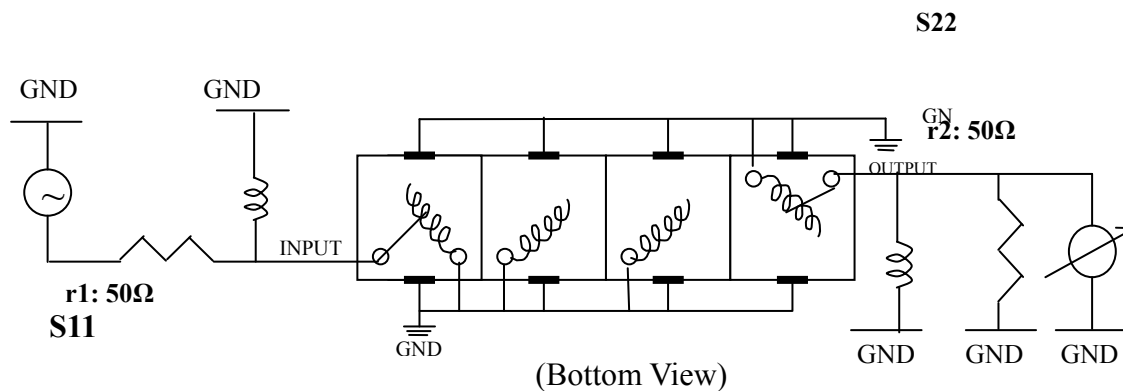 S22
GND
GND
GN
r2: 50Ω
OUTPUT
INPUT
r1: 50Ω
S11
GND
GND
GND
GND
(Bottom View)